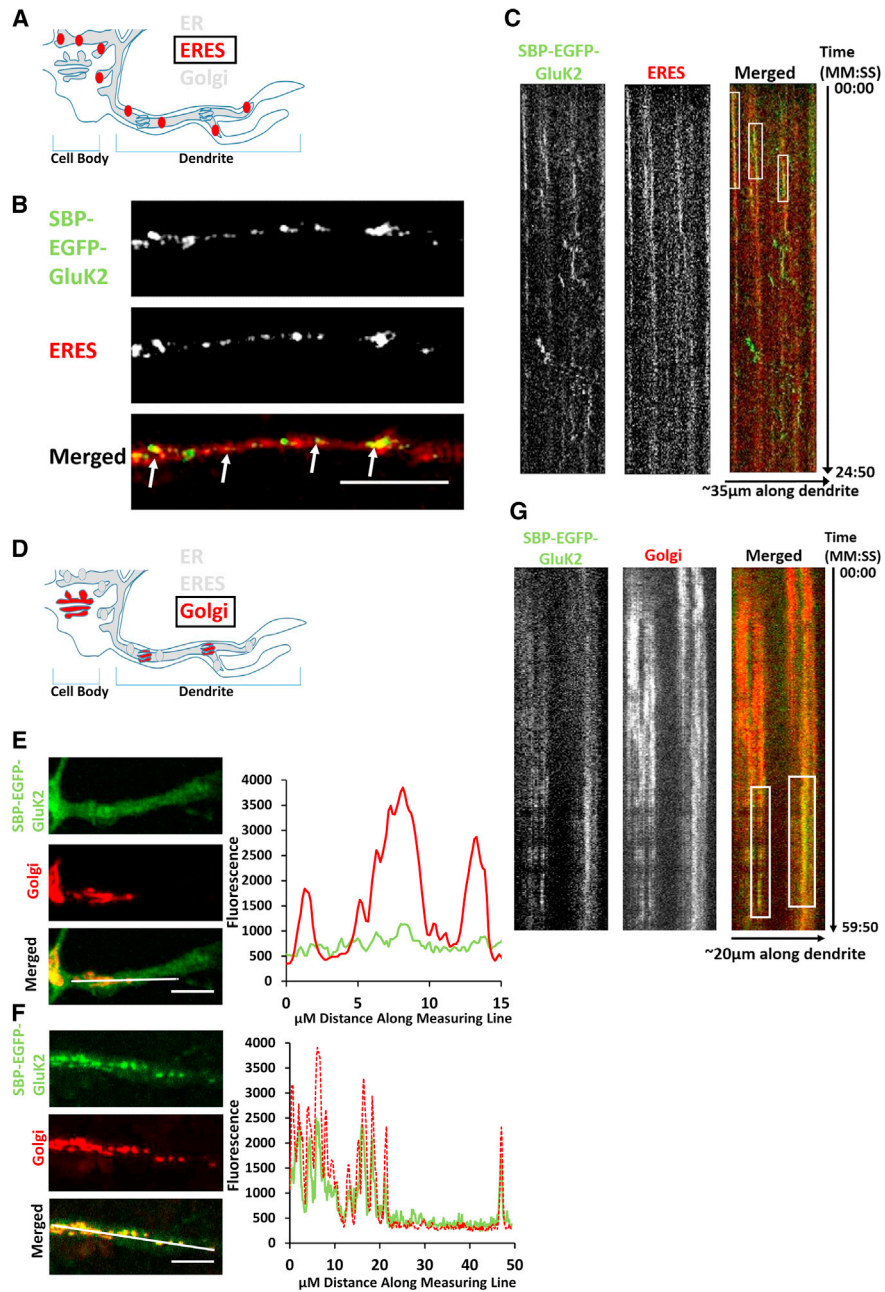 A
ER
ERES
Golgi
Cell Body
Dendrite
B
SBP-
EGFP-
GluK2
ERES
Merged
C
SBP-EGFP-
GluK2
ERES
Merged
Time
(MM:SS)
00:00
24:50
~35μm along dendrite
D
ER
ERES
Golgi
Cell Body
Dendrite
E
SBP-EGFP-
GluK2
Golgi
Merged
Fluorescence
4000
3500
3000
2500
2000
1500
1000
500
0
0
5
10
15
μM Distance Along Measuring Line
F
SBP-EGFP-
GluK2
Golgi
Merged
Fluorescence
4000
3500
3000
2500
2000
1500
1000
500
0
0
10
20
30
40
50
μM Distance Along Measuring Line
G
SBP-EGFP-
GluK2
Golgi
Merged
Time
(MM:SS)
00:00
59:50
~20μm along dendrite